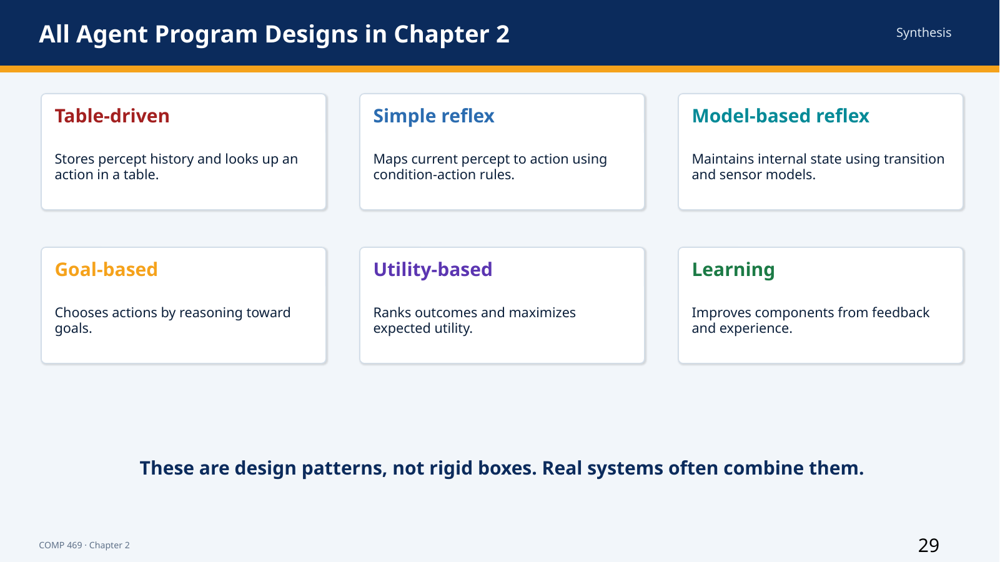 All Agent Program Designs in Chapter 2
Synthesis
Table-driven
Stores percept history and looks up an
action in a table.
Simple reflex
Maps current percept to action using
condition-action rules.
Model-based reflex
Maintains internal state using transition
and sensor models.
Goal-based
Chooses actions by reasoning toward
goals.
Utility-based
Ranks outcomes and maximizes
expected utility.
Learning
Improves components from feedback
and experience.
These are design patterns, not rigid boxes. Real systems often combine them.
COMP 469 · Chapter 2
29